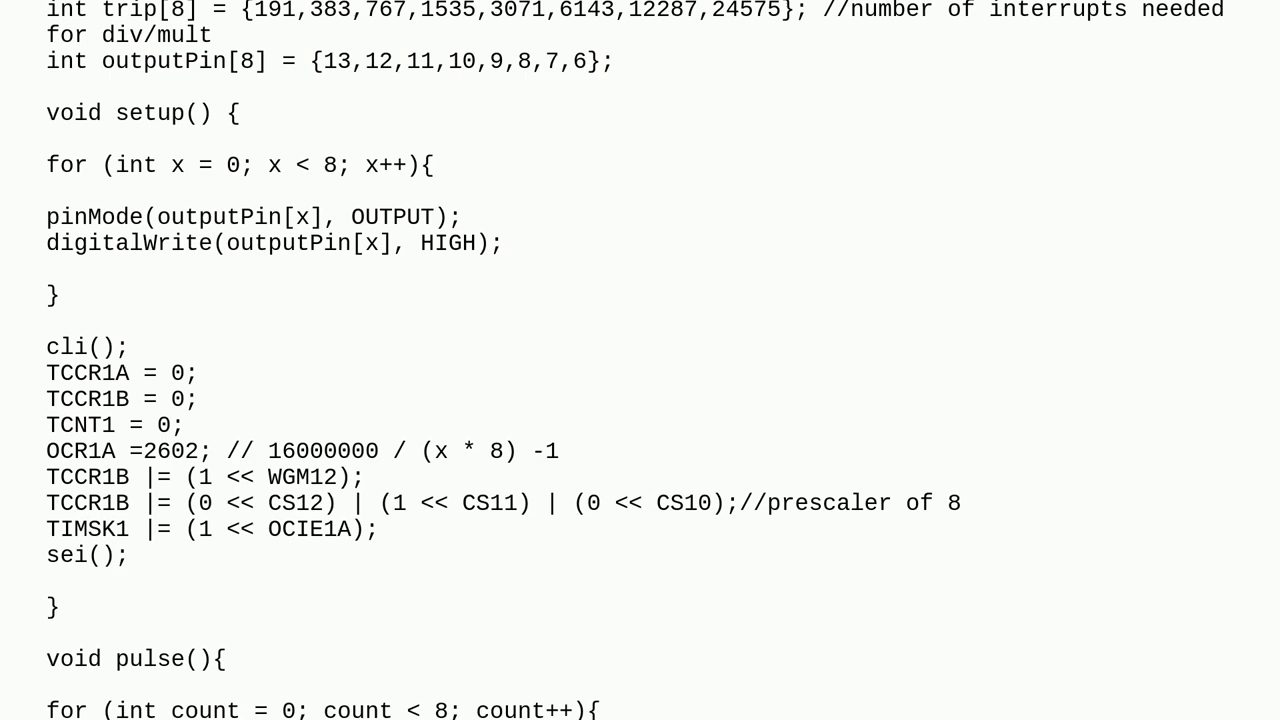 int trip[8] = {191,383,767,1535,3071,6143,12287,24575}; //number of interrupts needed
for div/mult
int outputPin[8] = {13,12,11,10,9,8,7,6};
void setup() {
for (int x = 0; x < 8; x++){
pinMode(outputPin[x], OUTPUT);
digitalWrite(outputPin[x], HIGH);
}
cli();
TCCR1A = 0;
TCCR1B = 0;
TCNT1 = 0;
OCR1A =2602; // 16000000 / (x * 8) -1
TCCR1B |= (1 << WGM12);
TCCR1B |= (0 << CS12) | (1 << CS11) | (0 << CS10);//prescaler of 8
TIMSK1 |= (1 << OCIE1A);
sei();
}
void pulse(){
for (int count = 0; count < 8; count++){